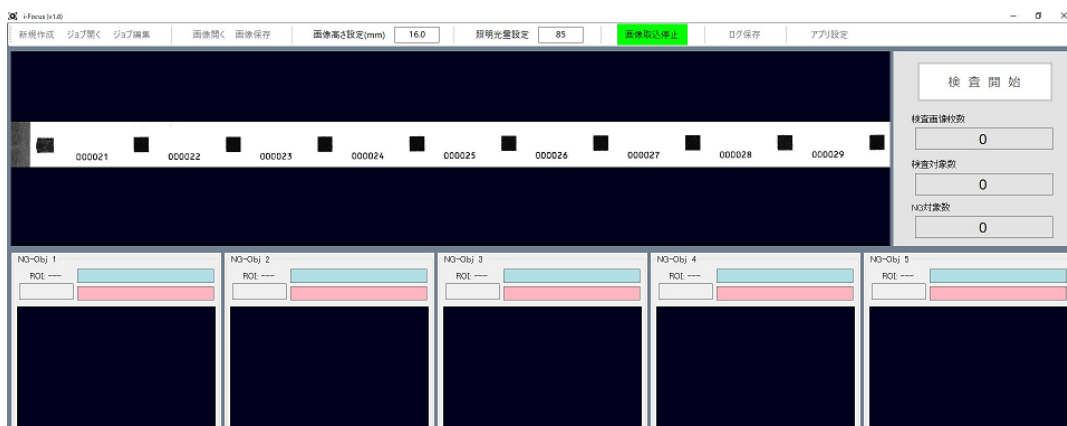 i-Focus (v1.0)
新規作成 ジョブ開く ジョブ編集 画像開く 画像保存 画像高さ設定(mm) 16.0 照明光量設定 85 画像取込停止 ログ保存 アプリ設定
検査開始
000021 000022 000023 000024 000025 000026 000027 000028 000029
検査画像枚数
0
検査対象数
0
NG対象数
0
NG-Obj 1 NG-Obj 2 NG-Obj 3 NG-Obj 4 NG-Obj 5
ROI: --- ROI: --- ROI: --- ROI: --- ROI: ---